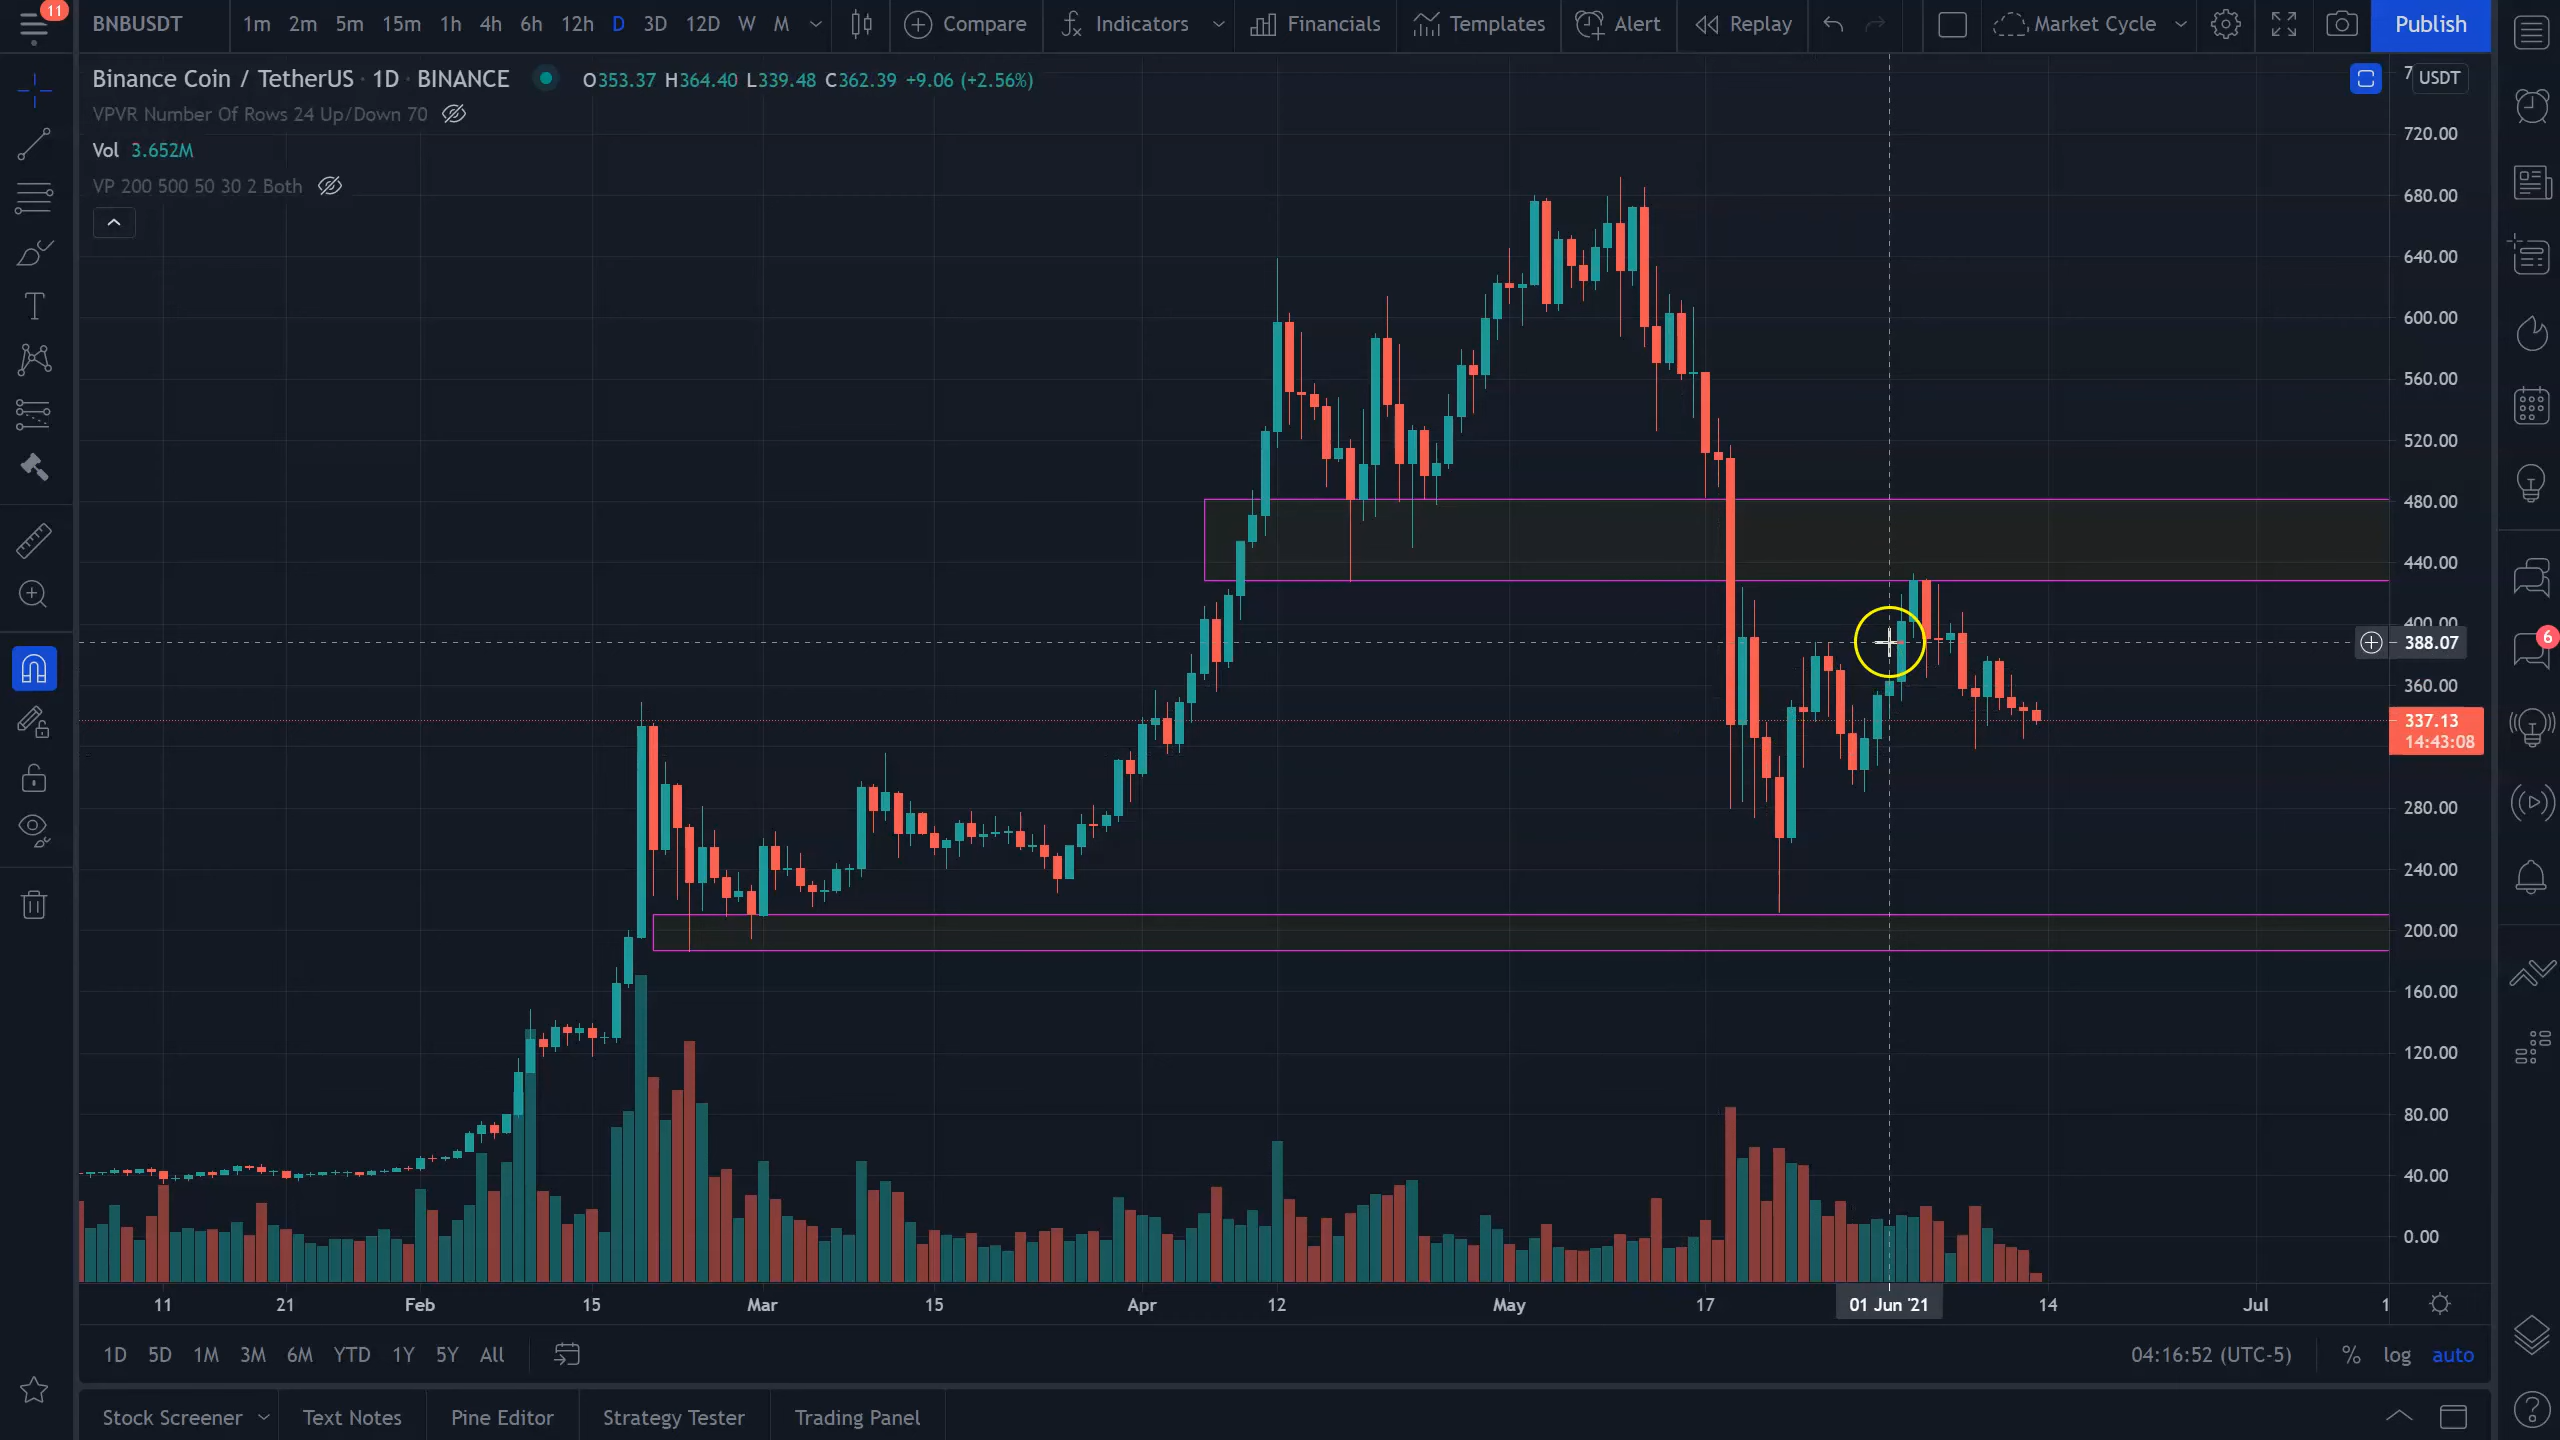 11
BNBUSDT 1m 2m 5m 15m 1h 4h 6h 12h D 3D 12D W M Compare Indicators Financials Templates Alert Replay Market Cycle Publish
Binance Coin / TetherUS · 1D · BINANCE O353.37 H364.40 L339.48 C362.39 +9.06 (+2.56%)
USDT
VPVR Number Of Rows 24 Up/Down 70
Vol 3.652M
VP 200 500 50 30 2 Both
720.00
680.00
640.00
600.00
560.00
520.00
480.00
440.00
400.00
388.07
6
360.00
337.13
14:43:08
280.00
240.00
200.00
160.00
120.00
80.00
40.00
0.00
11 21 Feb 15 Mar 15 Apr 12 May 17 01 Jun '21 14 Jul 1
1D 5D 1M 3M 6M YTD 1Y 5Y All 04:16:52 (UTC-5) % log auto
Stock Screener Text Notes Pine Editor Strategy Tester Trading Panel